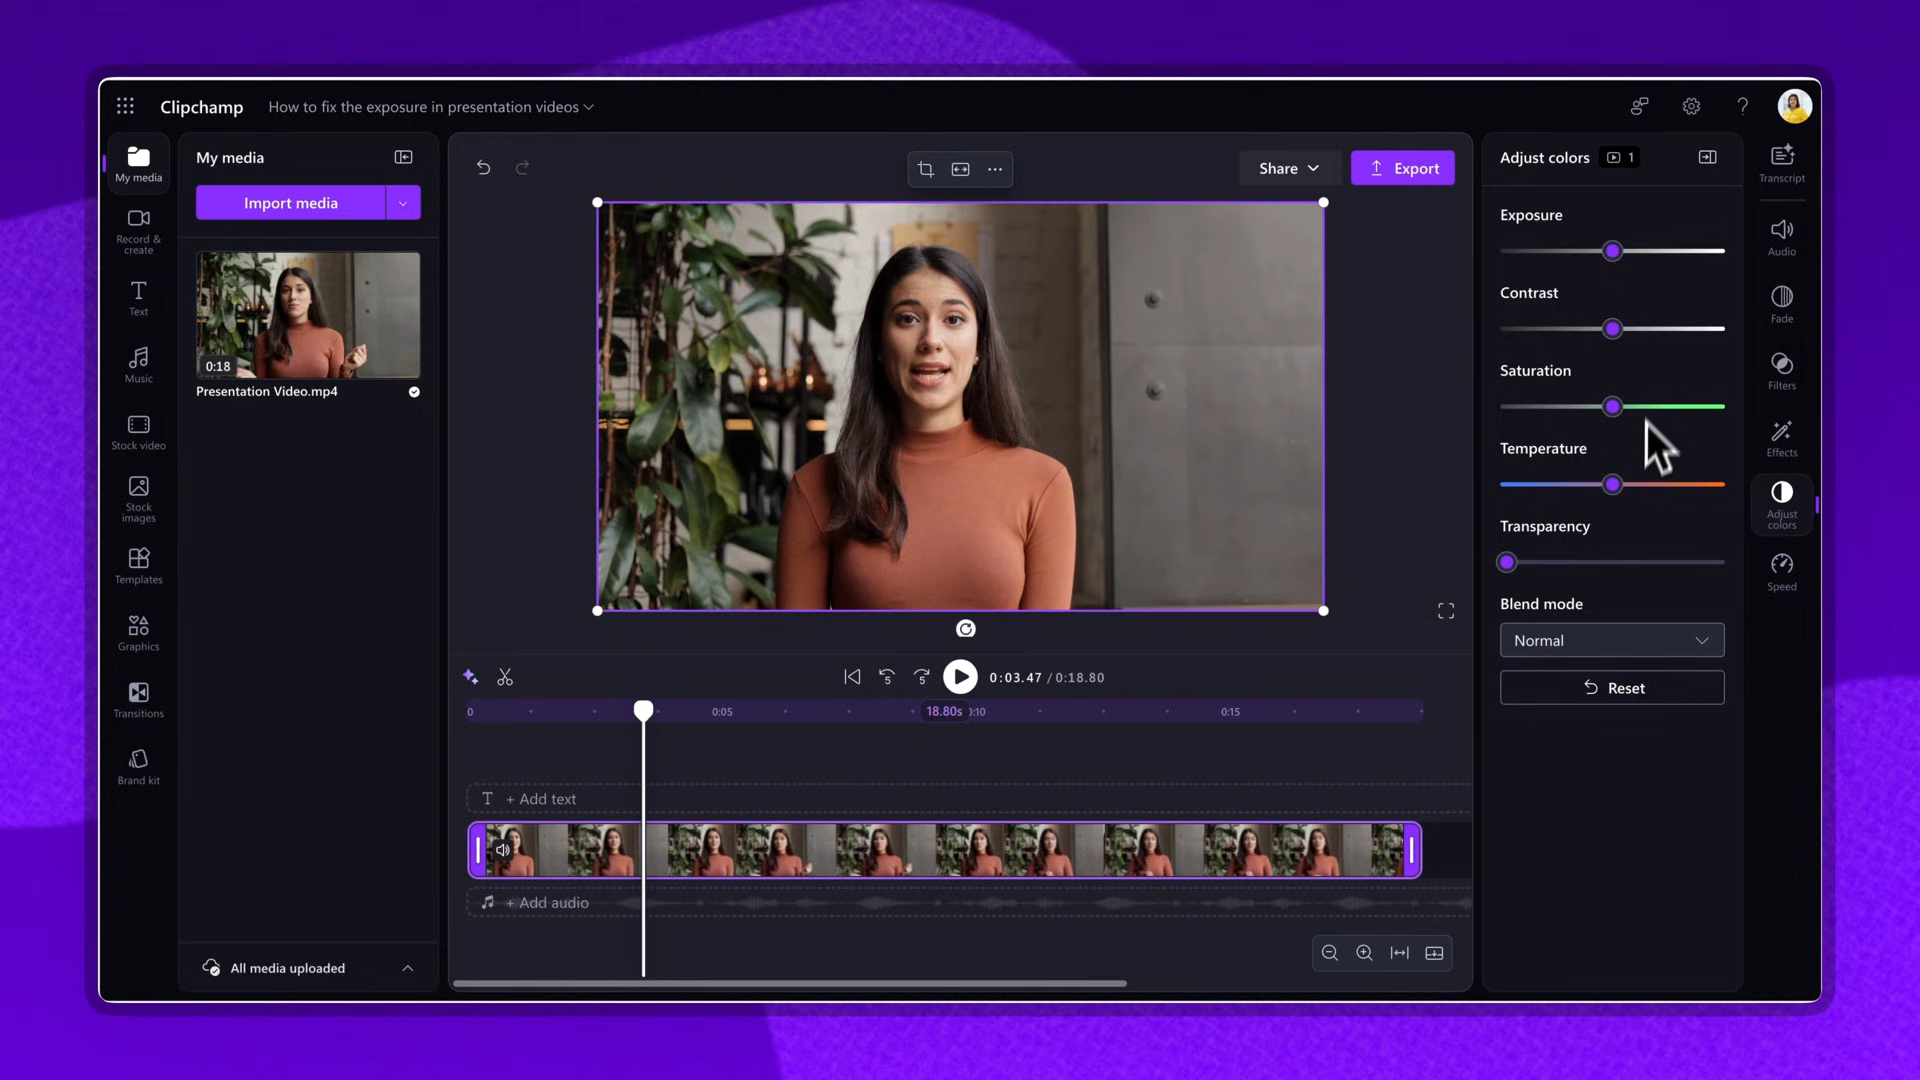 Clipchamp
How to fix the exposure in presentation videos
My media
Record &
create
Text
Music
Stock video
Stock
images
Templates
Graphics
Transitions
Brand kit
My media
Import media
0:18
Presentation Video.mp4
All media uploaded
Share
Export
5
5
0:03.47 / 0:18.80
0
0:05
18.80s
:10
0:15
T + Add text
+ Add audio
Adjust colors
1
Exposure
Contrast
Saturation
Temperature
Transparency
Blend mode
Normal
Reset
Transcript
Audio
Fade
Filters
Effects
Adjust
colors
Speed